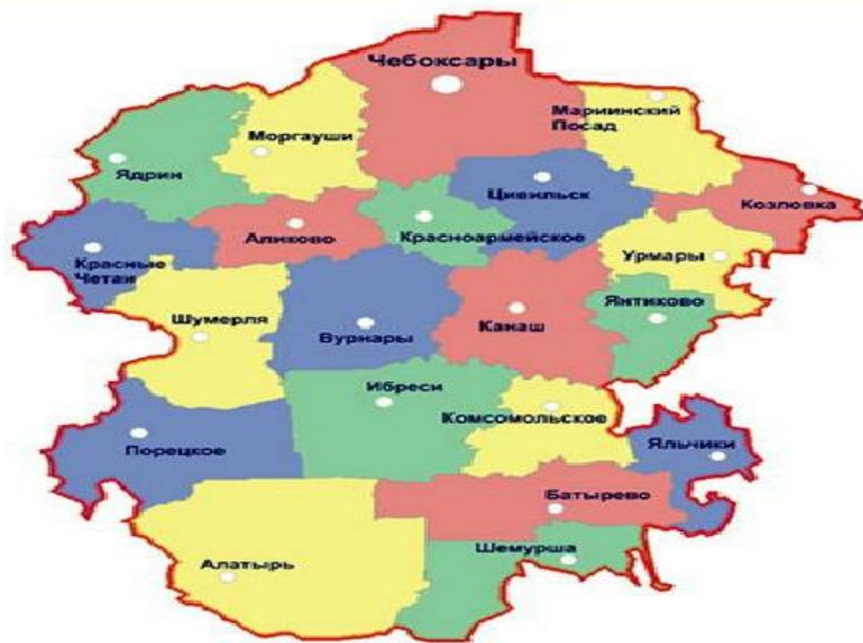 Чебоксары
Мариинский
Посад
Моргауши
Ядрин
Цивильск
Козловка
Аликово
Красноармейское
Урмары
Красные
Четаи
Янтиково
Шумерля
Вурнары
Канаш
Ибреси
Комсомольское
Порецкое
Яльчики
Батырево
Шемурша
Алатырь